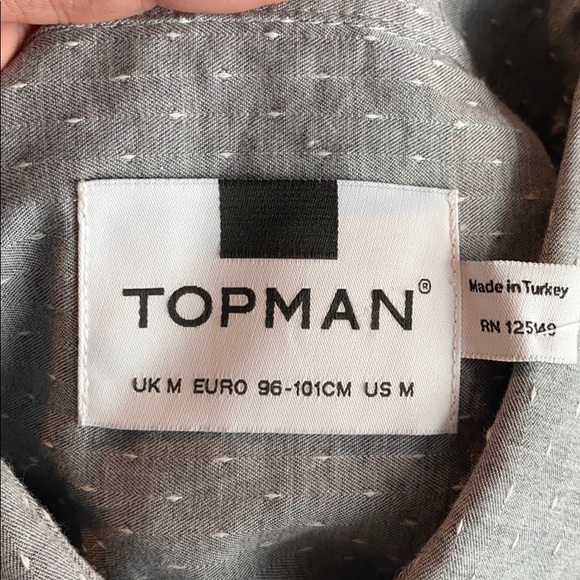 TOPMAN®
UK M EURO 96-101CM US M
Made in Turkey
RN 125149